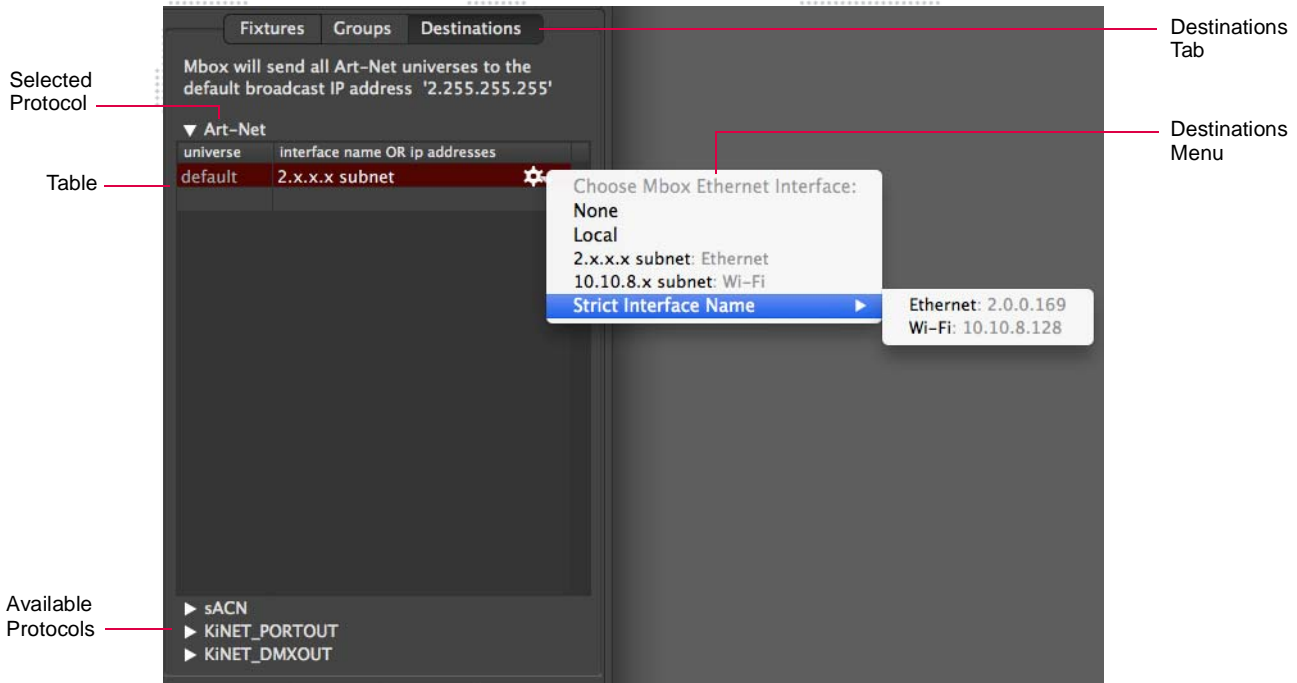 Fixtures Groups Destinations
Destinations
Tab
Mbox will send all Art-Net universes to the
default broadcast IP address '2.255.255.255'
Selected
Protocol
▼ Art-Net
universe interface name OR ip addresses
default 2.x.x.x subnet
Table
Destinations
Menu
Choose Mbox Ethernet Interface:
None
Local
2.x.x.x subnet: Ethernet
10.10.8.x subnet: Wi-Fi
Strict Interface Name ▶
Ethernet: 2.0.0.169
Wi-Fi: 10.10.8.128
Available
Protocols
▶ sACN
▶ KiNET_PORTOUT
▶ KiNET_DMXOUT